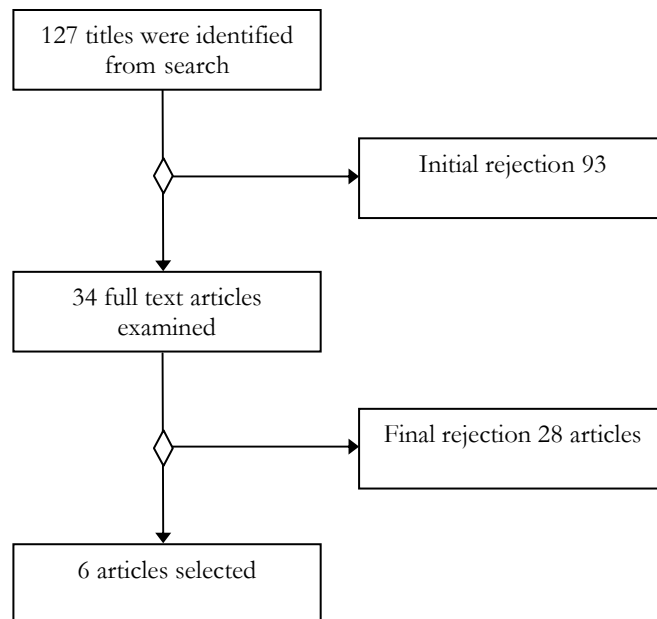 127 titles were identified
from search
Initial rejection 93
34 full text articles
examined
Final rejection 28 articles
6 articles selected